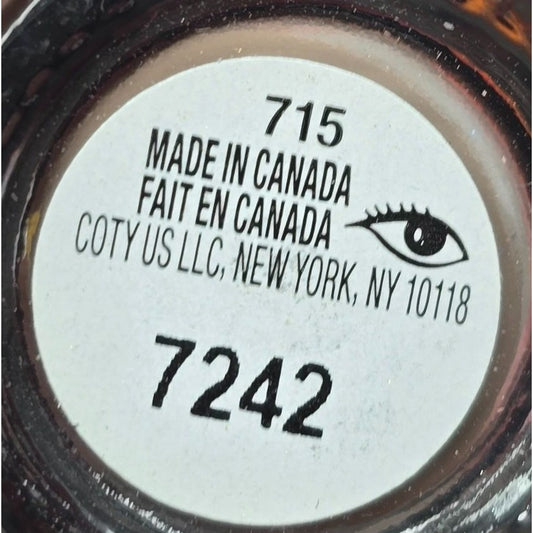 715
MADE IN CANADA
FAIT EN CANADA
COTY US LLC, NEW YORK, NY 10118
7242